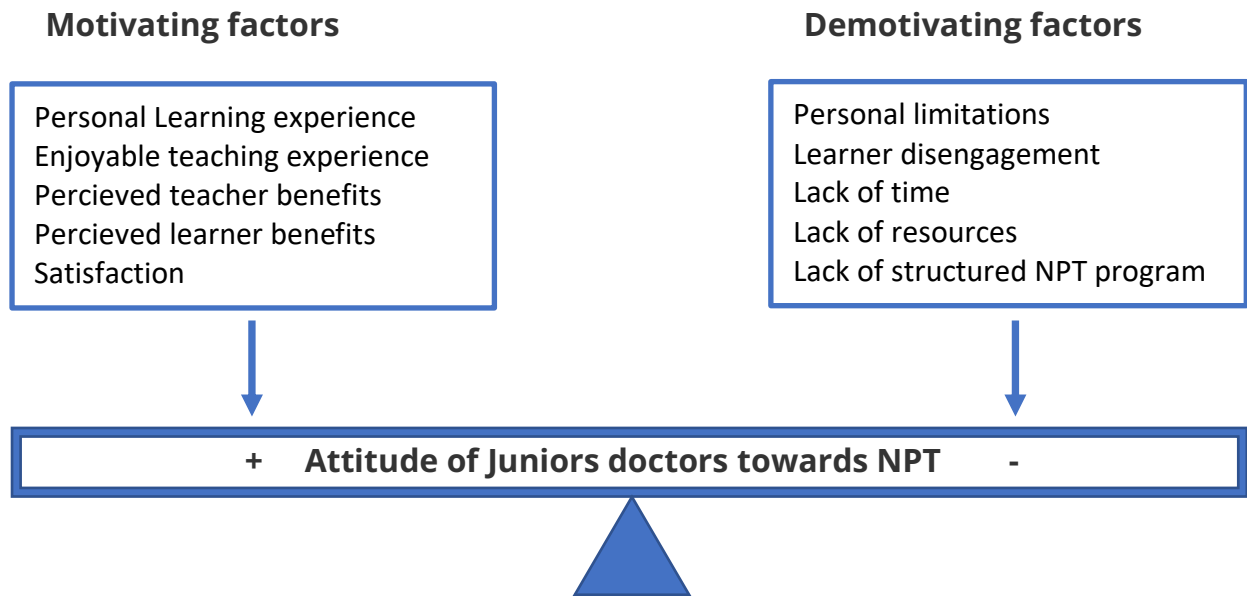 Motivating factors
Personal Learning experience
Enjoyable teaching experience
Percieved teacher benefits
Percieved learner benefits
Satisfaction
Demotivating factors
Personal limitations
Learner disengagement
Lack of time
Lack of resources
Lack of structured NPT program
+ Attitude of Juniors doctors towards NPT -